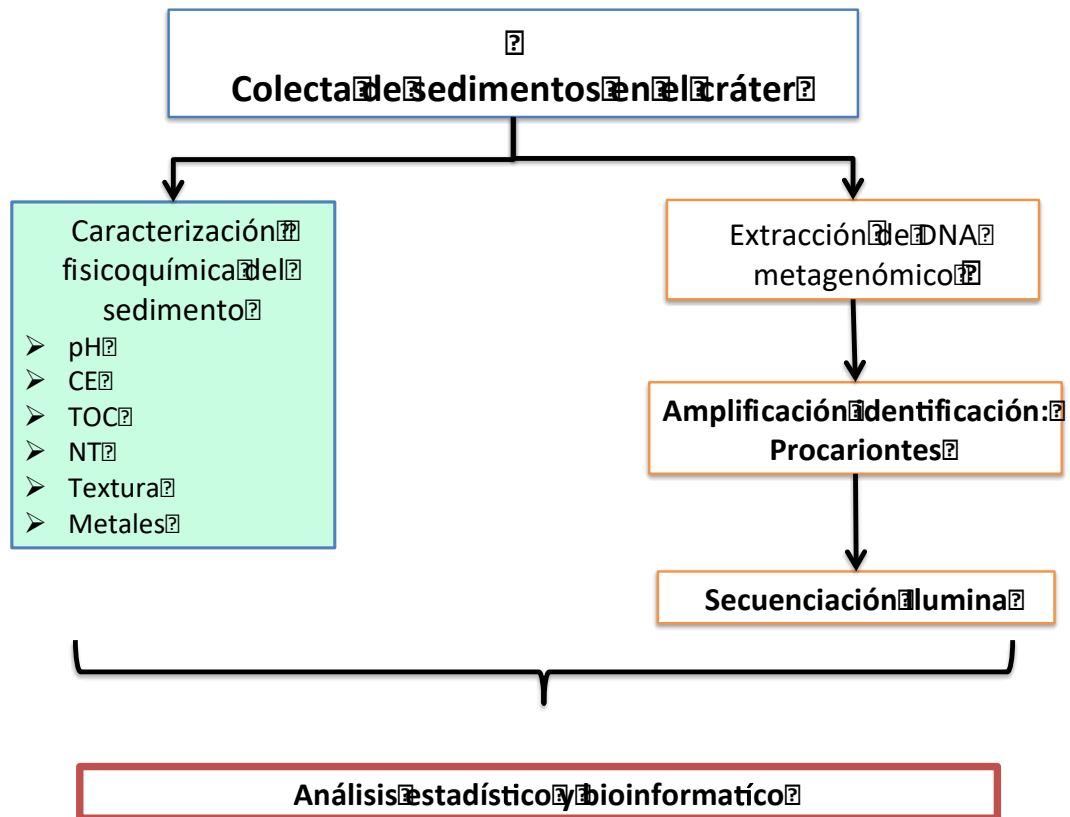 Colecta de sedimentos en el cráter
Caracterización
fisicoquímica del
sedimento
➢ pH
➢ CE
➢ TOC
➢ NT
➢ Textura
➢ Metales
Extracción de DNA
metagenómico
Amplificación identificación:
Procariontes
Secuenciación Ilumina
Análisis estadístico y bioinformatíco